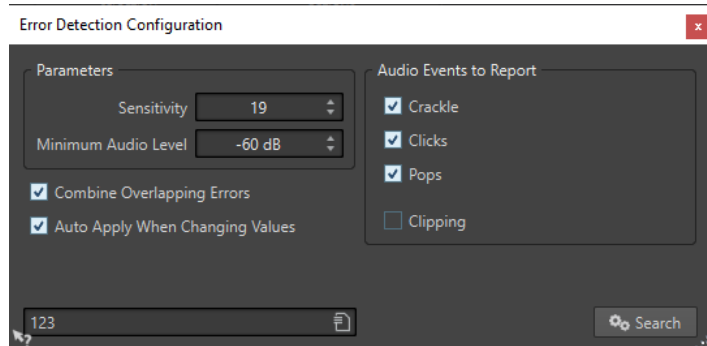 Error Detection Configuration
x
Parameters
Sensitivity 19
Minimum Audio Level -60 dB
Combine Overlapping Errors
Auto Apply When Changing Values
Audio Events to Report
Crackle
Clicks
Pops
Clipping
123
?
Search